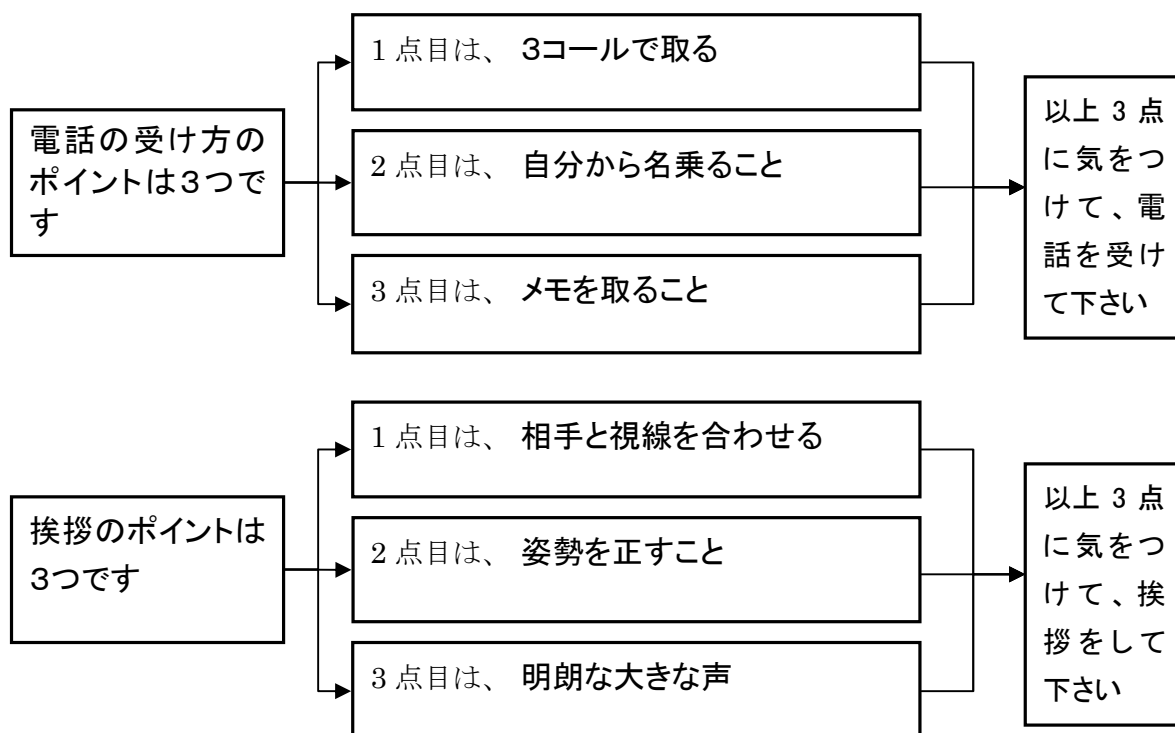 電話の受け方の
ポイントは３つで
す
１点目は、 ３コールで取る
２点目は、 自分から名乗ること
３点目は、 メモを取ること
以上 3 点
に気をつ
けて、電
話を受け
て下さい
挨拶のポイントは
３つです
１点目は、 相手と視線を合わせる
２点目は、 姿勢を正すこと
３点目は、 明朗な大きな声
以上 3 点
に気をつ
けて、挨
拶をして
下さい